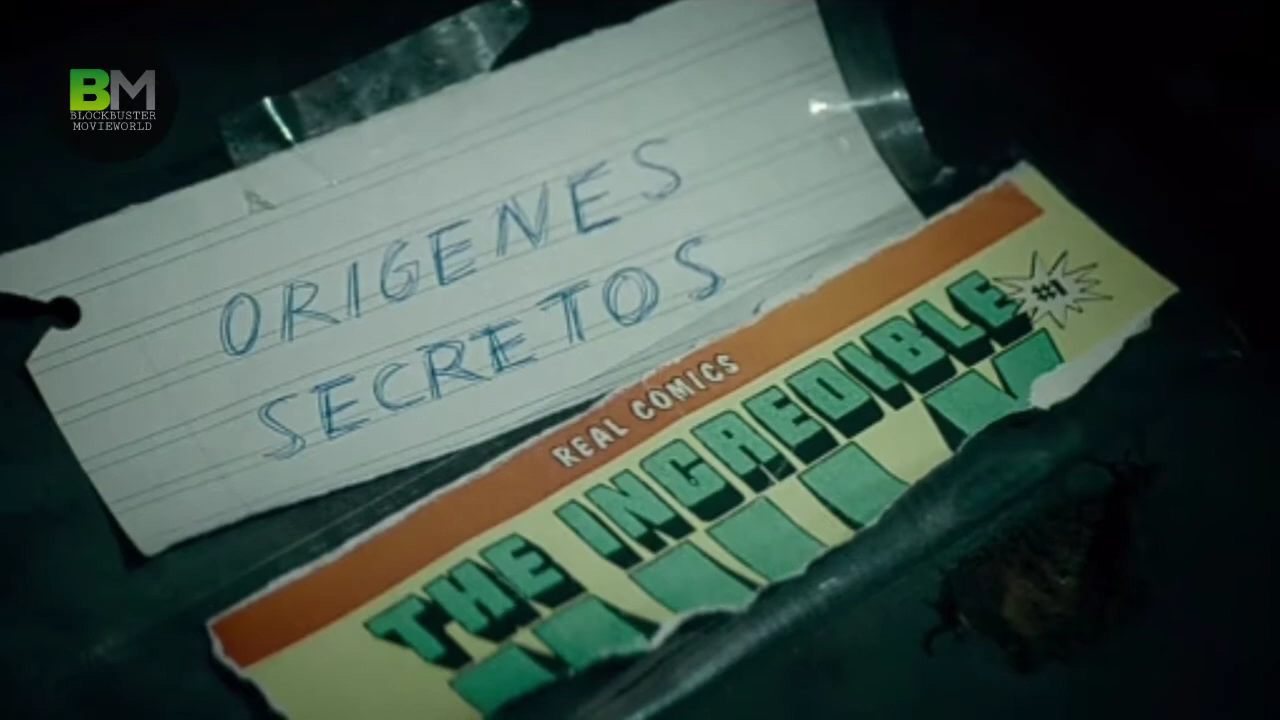 BM
BLOCKBUSTER
MOVIEWORLD
ORIGENES
SECRETOS
REAL COMICS
THE INCREDIBLE
#1